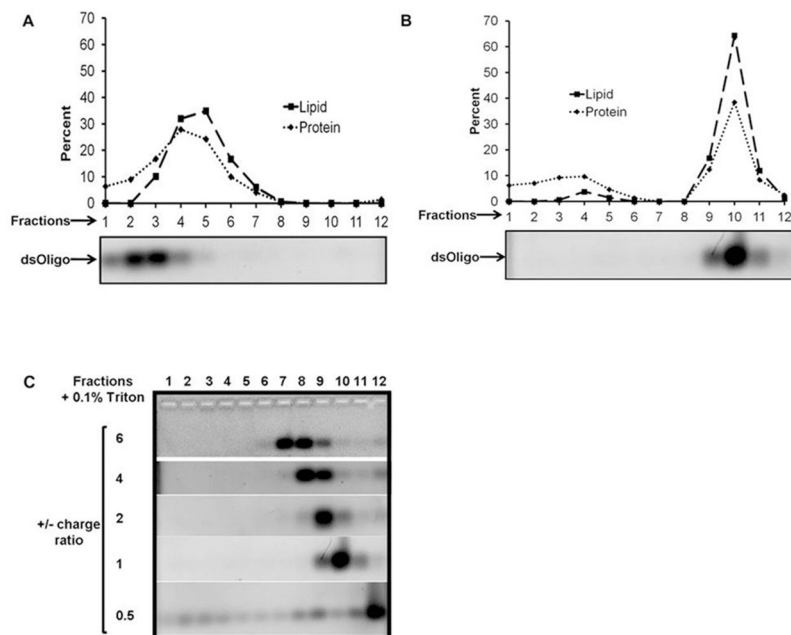 A
70
60
50
40
30
20
10
0
Percent
Lipid
Protein
Fractions
1 2 3 4 5 6 7 8 9 10 11 12
dsOligo
B
70
60
50
40
30
20
10
0
Percent
Lipid
Protein
Fractions
1 2 3 4 5 6 7 8 9 10 11 12
dsOligo
C
Fractions 1 2 3 4 5 6 7 8 9 10 11 12
+ 0.1% Triton
+/- charge
ratio
6
4
2
1
0.5